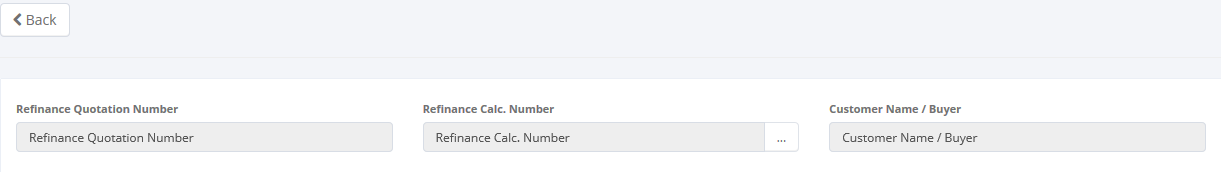 Back
Refinance Quotation Number Refinance Calc. Number Customer Name / Buyer
Refinance Quotation Number Refinance Calc. Number ... Customer Name / Buyer